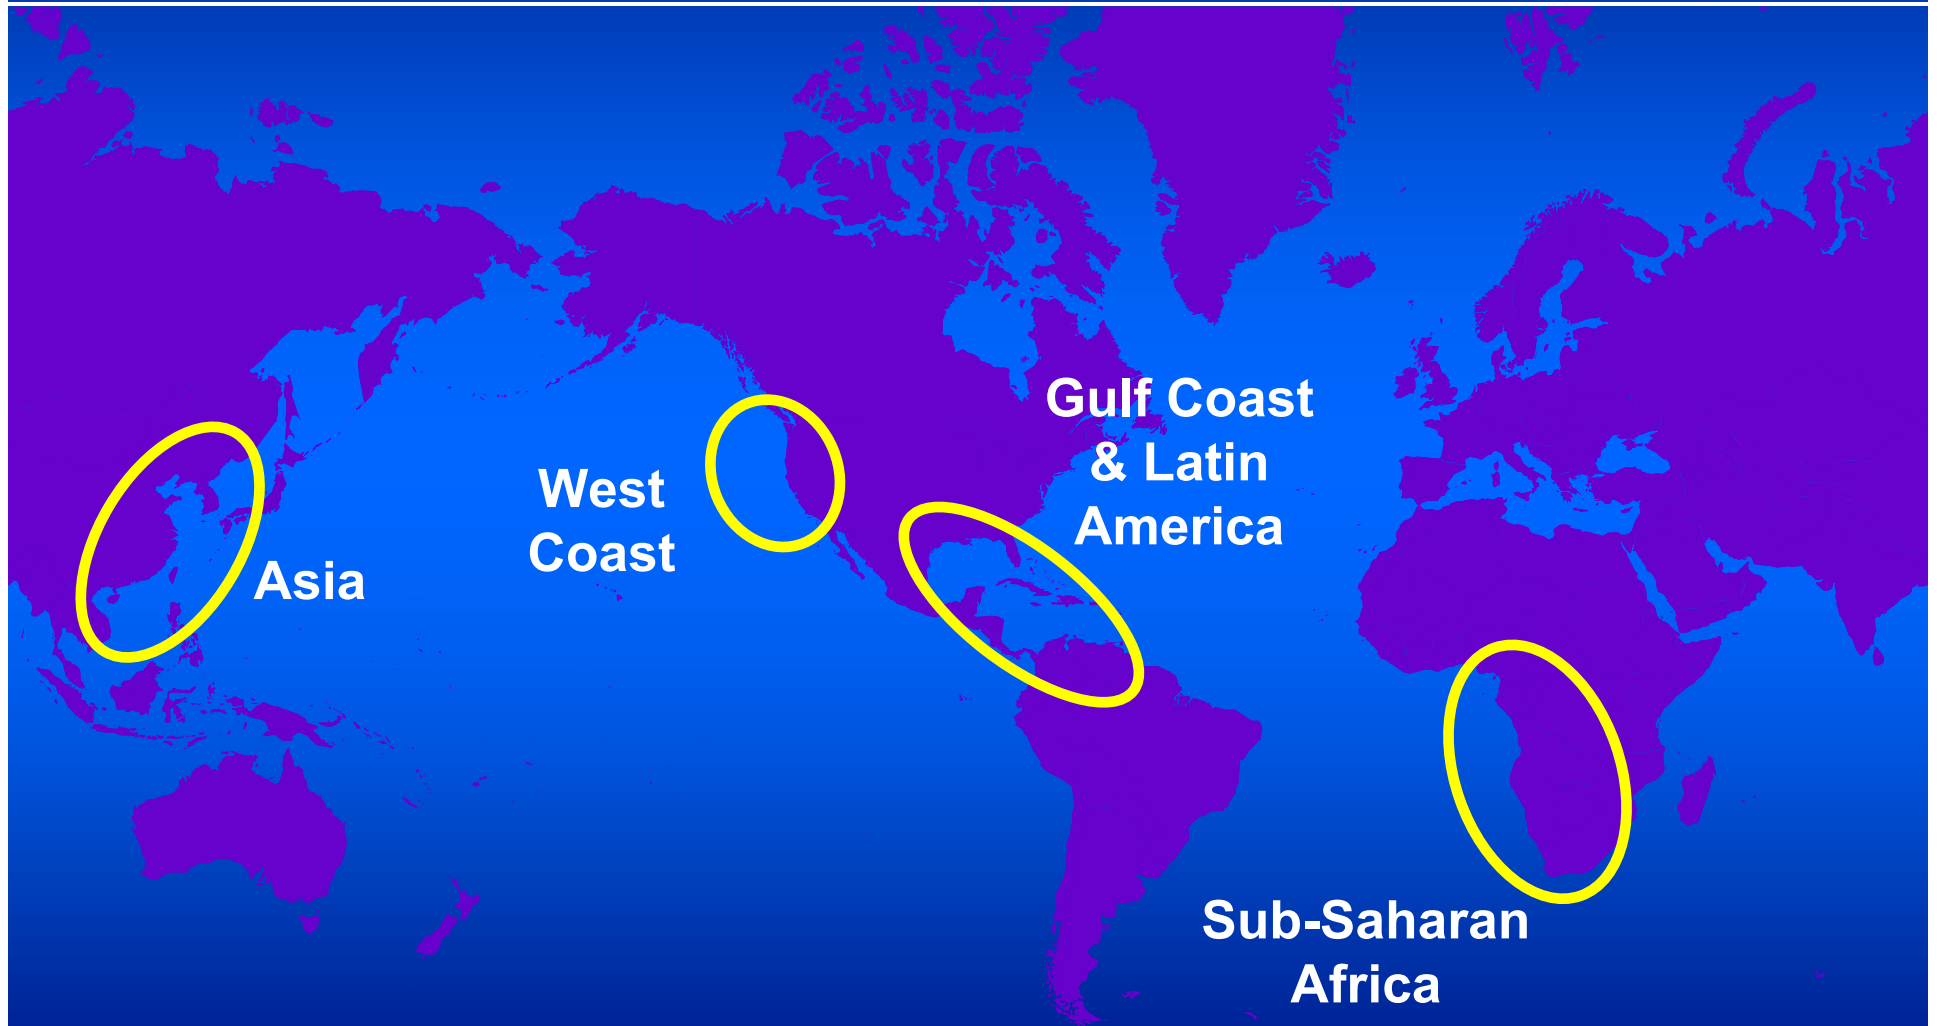 Gulf Coast
& Latin
America
West
Coast
Asia
Sub-Saharan
Africa